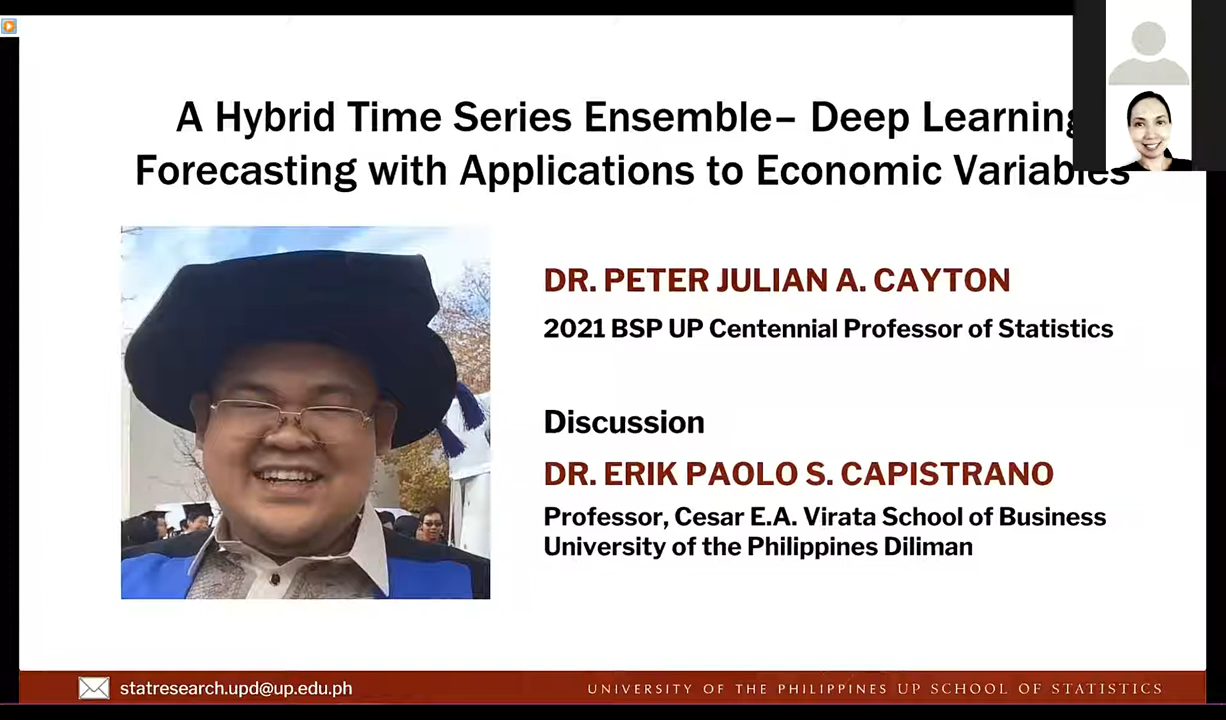 A Hybrid Time Series Ensemble– Deep Learning
Forecasting with Applications to Economic Variables
DR. PETER JULIAN A. CAYTON
2021 BSP UP Centennial Professor of Statistics
Discussion
DR. ERIK PAOLO S. CAPISTRANO
Professor, Cesar E.A. Virata School of Business
University of the Philippines Diliman
statresearch.upd@up.edu.ph
UNIVERSITY OF THE PHILIPPINES UP SCHOOL OF STATISTICS